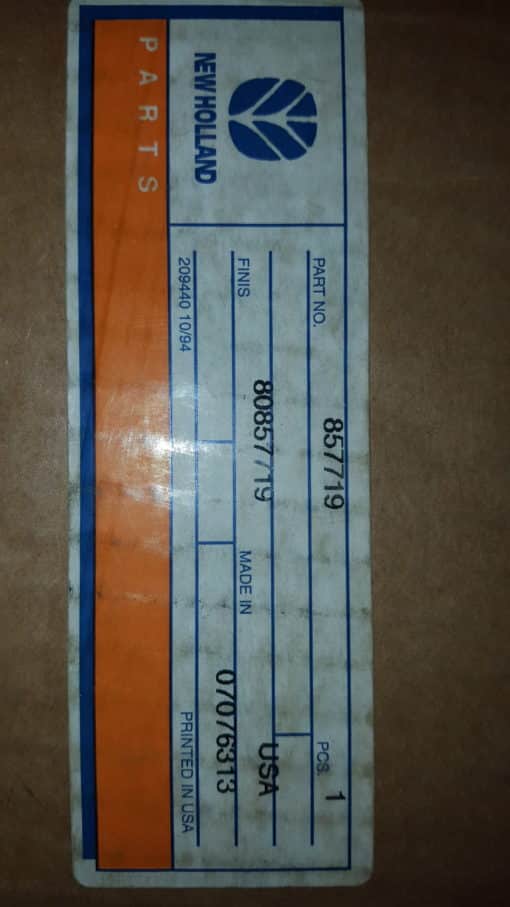 NEW HOLLAND
PARTS
PART NO. 857719 PCS. 1
FINIS 80857719 MADE IN USA
07076313
209440 10/94 PRINTED IN USA